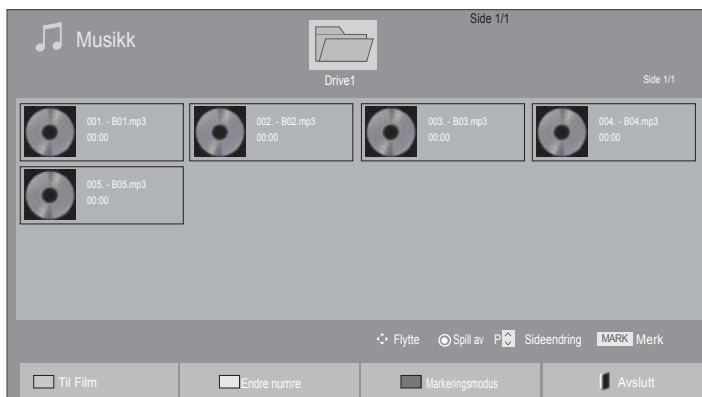 Side 1/1
Musikk
Drive1
Side 1/1
001. - B01.mp3
00:00
002. - B02.mp3
00:00
003. - B03.mp3
00:00
004. - B04.mp3
00:00
005. - B05.mp3
00:00
Flytte Spill av P Sideendring MARK Merk
Til Film Endre numre Markeringsmodus Avslutt